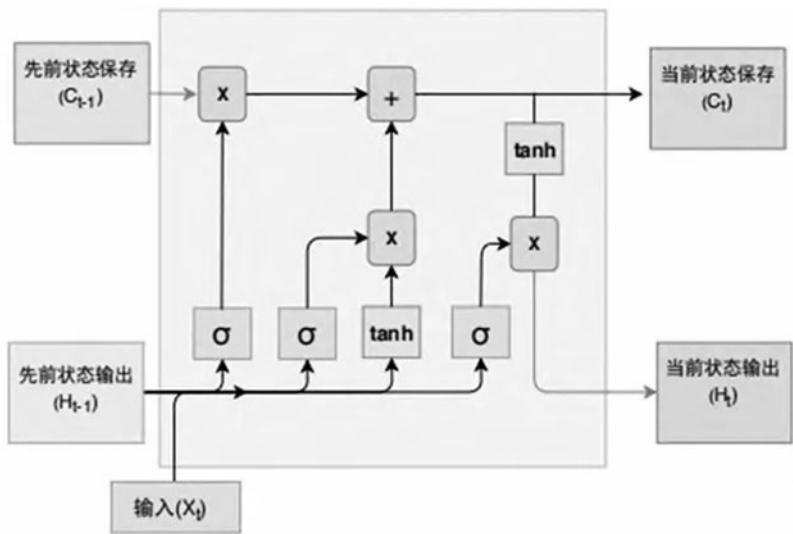 先前状态保存
(Ct-1)
x
+
当前状态保存
(Ct)
tanh
x
x
σ
σ
tanh
σ
先前状态输出
(Ht-1)
当前状态输出
(Ht)
输入(Xt)